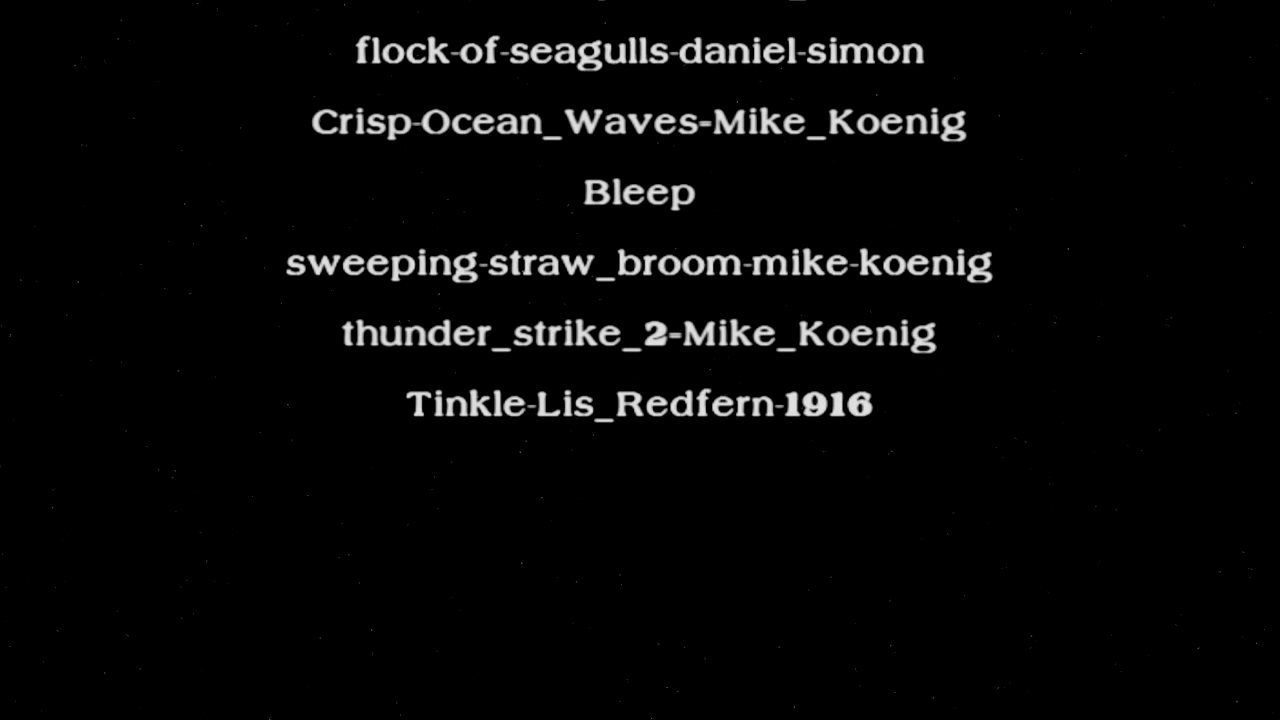 flock-of-seagulls-daniel-simon
Crisp-Ocean_Waves-Mike_Koenig
Bleep
sweeping-straw_broom-mike-koenig
thunder_strike_2-Mike_Koenig
Tinkle-Lis_Redfern-1916